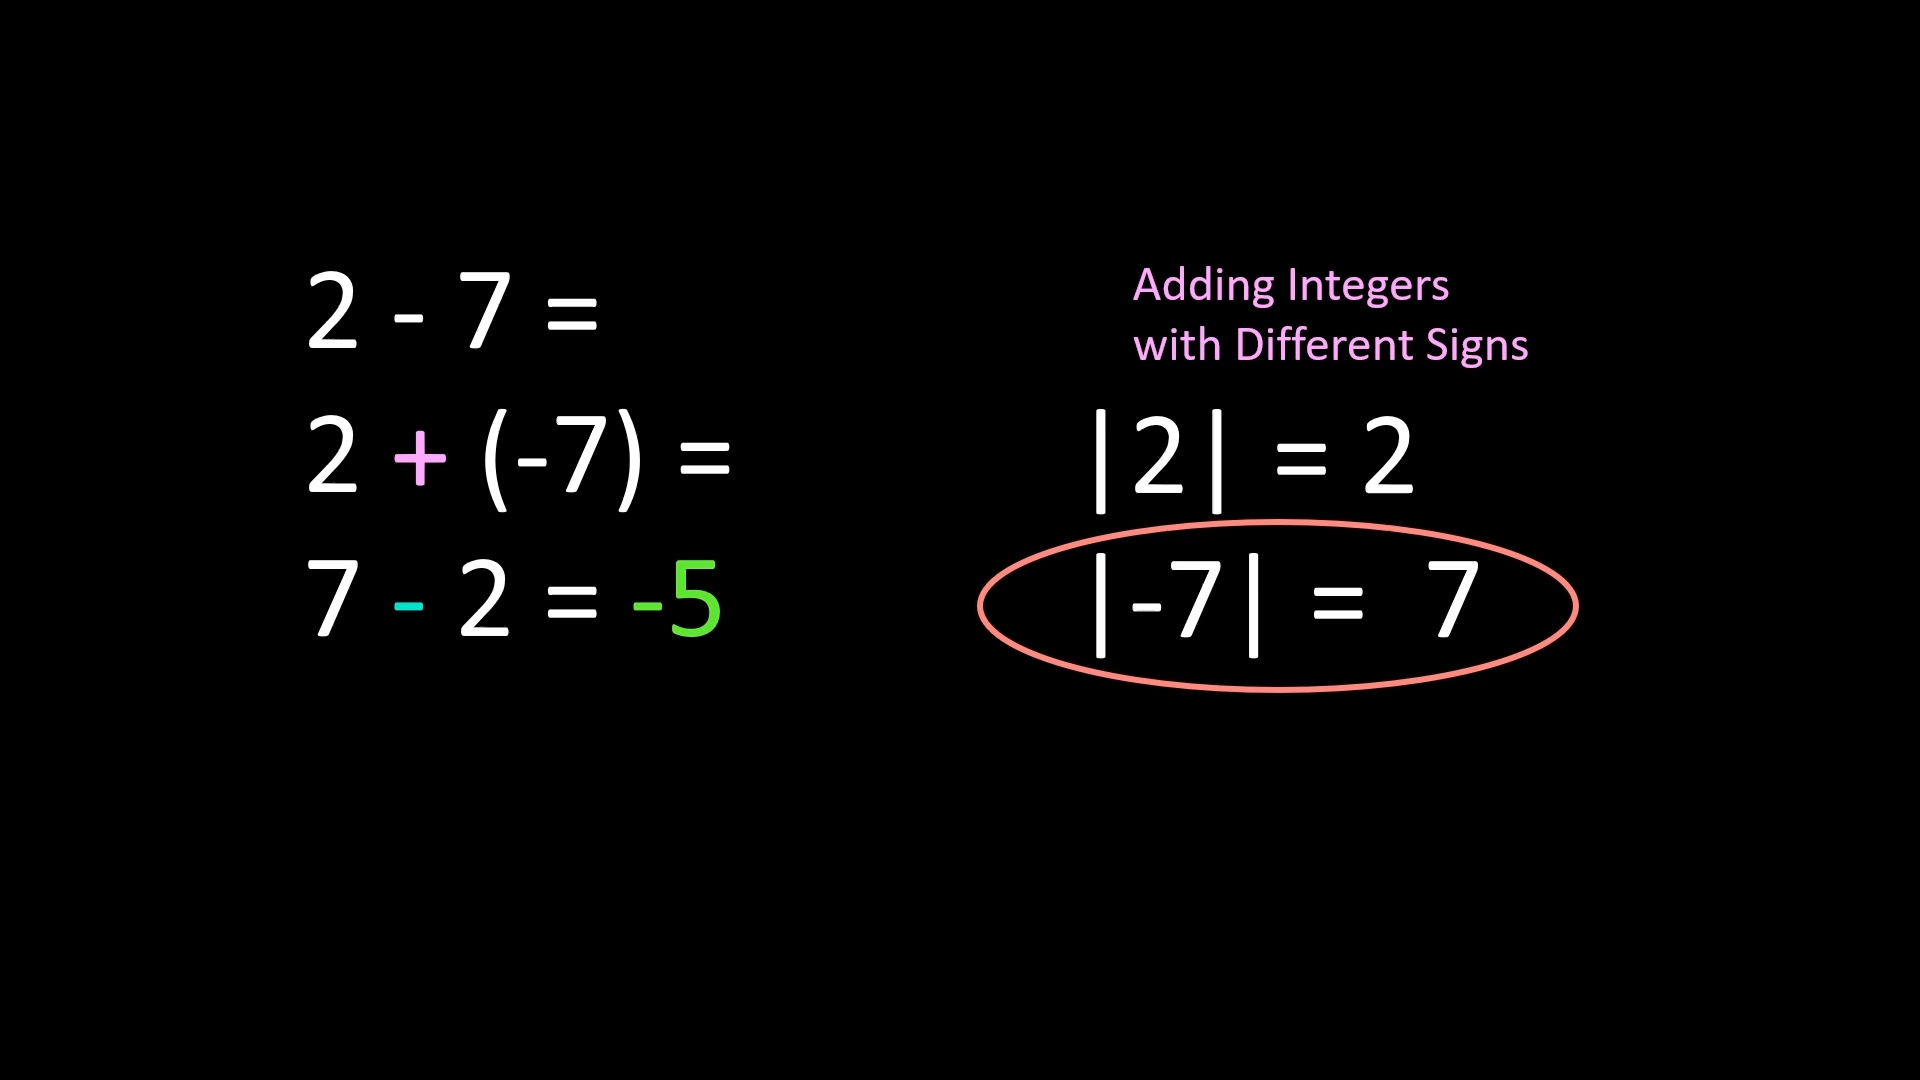 2 - 7 =
2 + (-7) =
7 - 2 = -5
Adding Integers
with Different Signs
|2| = 2
|-7| = 7